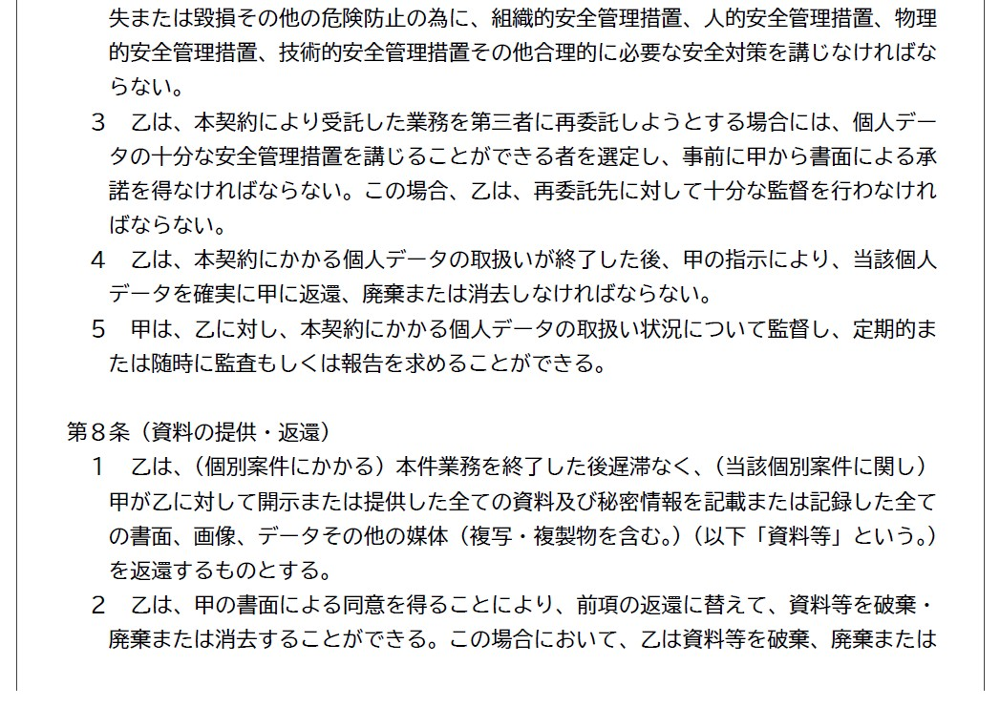 失または毀損その他の危険防止の為に、組織的安全管理措置、人的安全管理措置、物理
的安全管理措置、技術的安全管理措置その他合理的に必要な安全対策を講じなければな
らない。
３　乙は、本契約により受託した業務を第三者に再委託しようとする場合には、個人デー
タの十分な安全管理措置を講じることができる者を選定し、事前に甲から書面による承
諾を得なければならない。この場合、乙は、再委託先に対して十分な監督を行わなけれ
ばならない。
４　乙は、本契約にかかる個人データの取扱いが終了した後、甲の指示により、当該個人
データを確実に甲に返還、廃棄または消去しなければならない。
５　甲は、乙に対し、本契約にかかる個人データの取扱い状況について監督し、定期的ま
たは随時に監査もしくは報告を求めることができる。
第８条（資料の提供・返還）
１　乙は、（個別案件にかかる）本件業務を終了した後遅滞なく、（当該個別案件に関し）
甲が乙に対して開示または提供した全ての資料及び秘密情報を記載または記録した全て
の書面、画像、データその他の媒体（複写・複製物を含む。）（以下「資料等」という。）
を返還するものとする。
２　乙は、甲の書面による同意を得ることにより、前項の返還に替えて、資料等を破棄・
廃棄または消去することができる。この場合において、乙は資料等を破棄、廃棄または